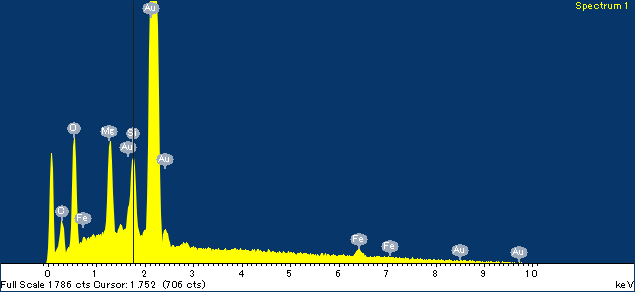 Spectrum 1
Au
O
Mg
Si
Au
Au
O
Fe
Fe
Fe
Au
Au
0 1 2 3 4 5 6 7 8 9 10
Full Scale 1786 cts Cursor: 1.752 (706 cts)
keV